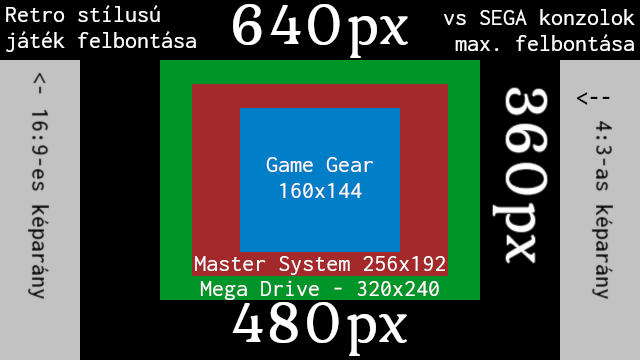 Retro stílusú
játék felbontása
640px
vs SEGA konzolok
max. felbontása
<- 16:9-es képarány
Game Gear
160x144
Master System 256x192
Mega Drive - 320x240
480px
360px
<--
4:3-as képarány